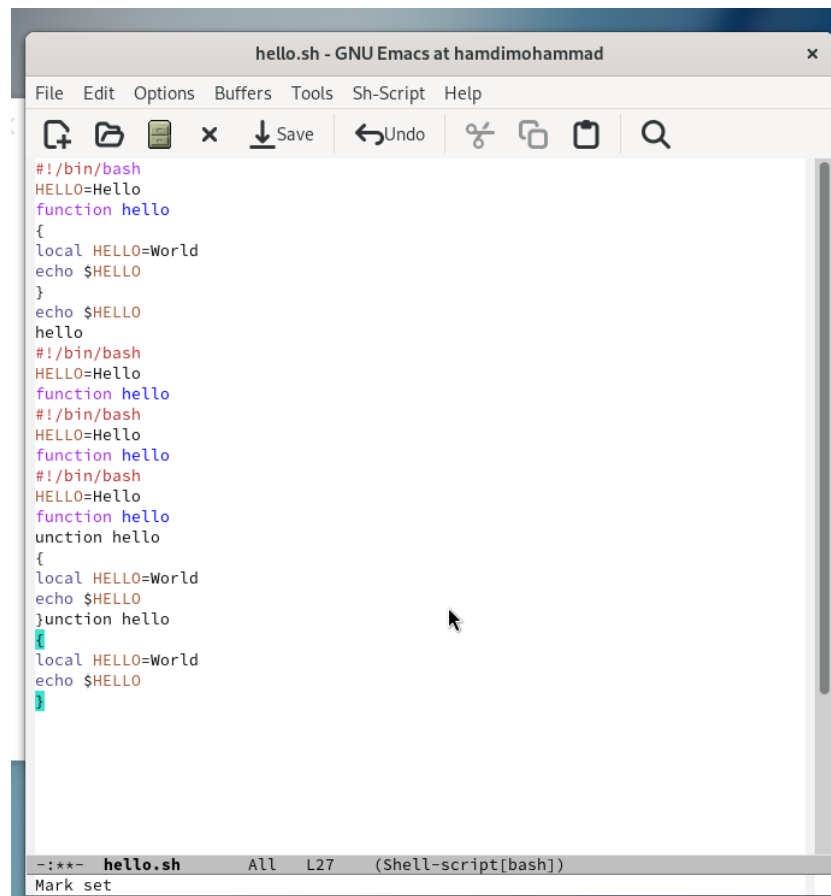 hello.sh - GNU Emacs at hamdimohammad ×
File Edit Options Buffers Tools Sh-Script Help
Save Undo
#!/bin/bash
HELLO=Hello
function hello
{
local HELLO=World
echo $HELLO
}
echo $HELLO
hello
#!/bin/bash
HELLO=Hello
function hello
#!/bin/bash
HELLO=Hello
function hello
#!/bin/bash
HELLO=Hello
function hello
unction hello
{
local HELLO=World
echo $HELLO
}unction hello
{
local HELLO=World
echo $HELLO
}
-:**- hello.sh All L27 (Shell-script[bash])
Mark set